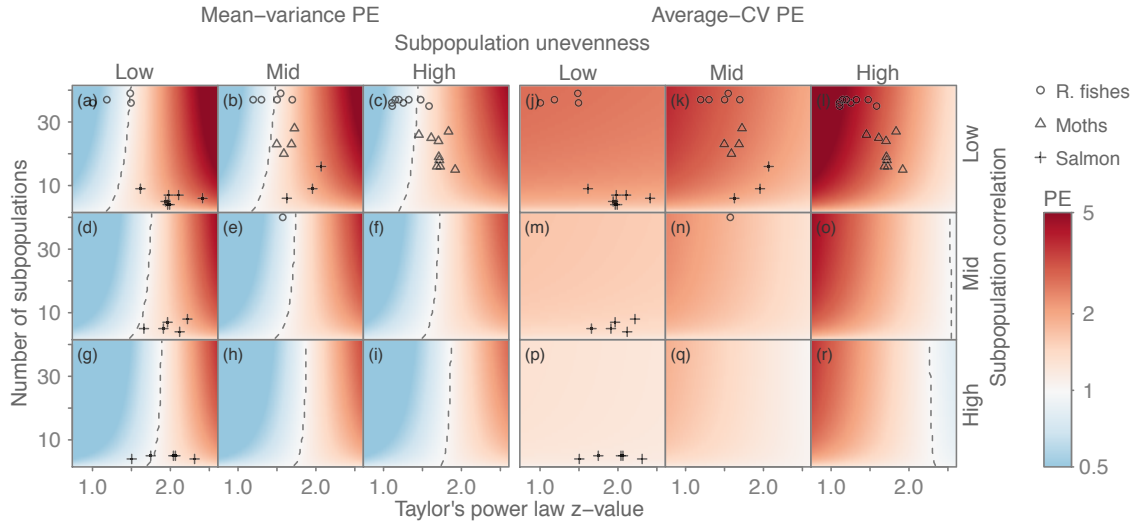 Mean−variance PE
Average−CV PE
Subpopulation unevenness
Low
Mid
High
Low
Mid
High
(a)
(b)
(c)
(j)
(k)
(l)
(d)
(e)
(f)
(m)
(n)
(o)
(g)
(h)
(i)
(p)
(q)
(r)
30
10
30
10
30
10
Number of subpopulations
Low
Mid
High
Subpopulation correlation
1.0
2.0
1.0
2.0
1.0
2.0
1.0
2.0
1.0
2.0
1.0
2.0
Taylor's power law z−value
R. fishes
Moths
Salmon
PE
5
2
1
0.5